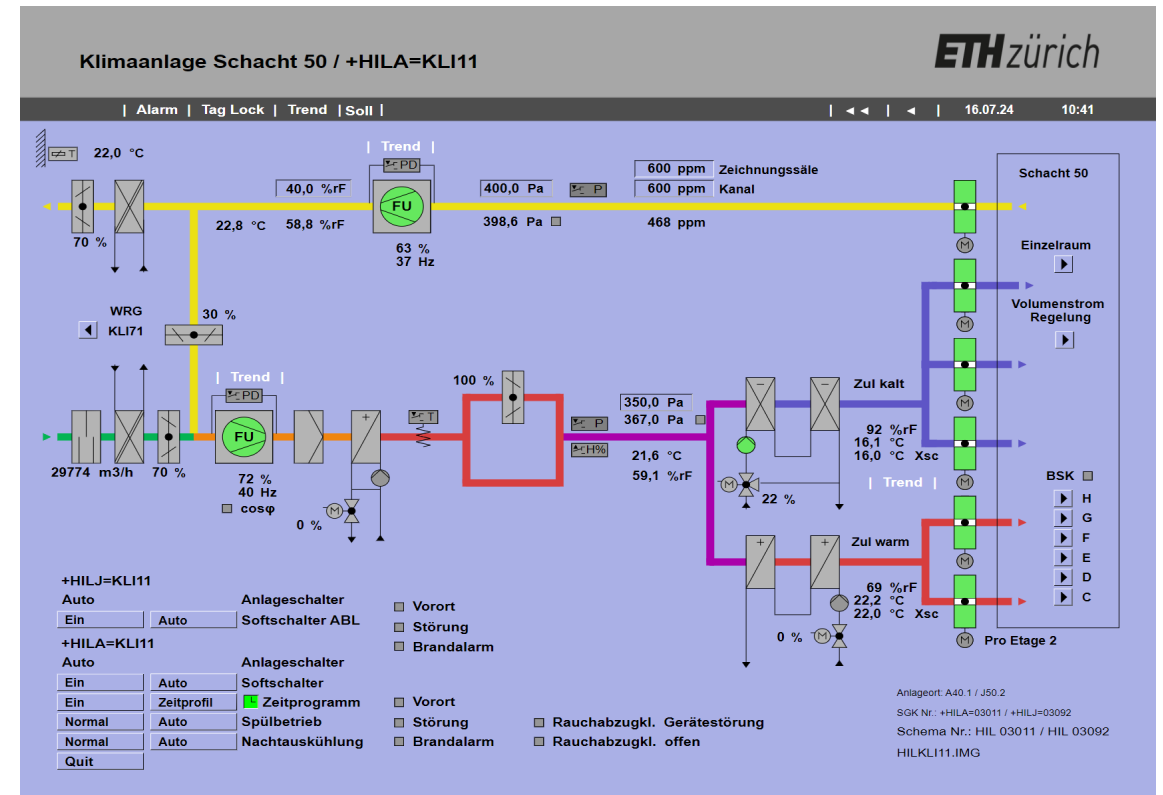 Klimaanlage Schacht 50 / +HILA=KLI11
ETH zürich
| Alarm | Tag Lock | Trend | Soll |
| ◄◄ | ◄ | 16.07.24 10:41
T 22,0 °C
| Trend |
PD
40,0 %rF
FU
400,0 Pa
P
600 ppm Zeichnungssäle
600 ppm Kanal
Schacht 50
70 %
22,8 °C 58,8 %rF
398,6 Pa
468 ppm
63 %
37 Hz
M
Einzelraum
WRG
KLI71
30 %
Volumenstrom
Regelung
M
| Trend |
PD
100 %
350,0 Pa
P
367,0 Pa
Zul kalt
M
T
FU
H%
21,6 °C
59,1 %rF
92 %rF
16,1 °C
16,0 °C Xsc
29774 m3/h 70 %
72 %
40 Hz
cosφ
M
0 %
M
22 %
| Trend |
M
BSK
H
G
F
E
D
C
Zul warm
M
69 %rF
22,2 °C
22,0 °C Xsc
0 %
M
M
Pro Etage 2
+HILJ=KLI11
Auto Anlageschalter
Ein Auto Softschalter ABL
Vorort
Störung
Brandalarm
+HILA=KLI11
Auto Anlageschalter
Ein Auto Softschalter
Ein Zeitprofil Zeitprogramm Vorort
Normal Auto Spülbetrieb Störung Rauchabzugkl. Gerätestörung
Normal Auto Nachtauskühlung Brandalarm Rauchabzugkl. offen
Quit
Anlageort: A40.1 / J50.2
SGK Nr.: +HILA=03011 / +HILJ=03092
Schema Nr.: HIL 03011 / HIL 03092
HILKLI11.IMG